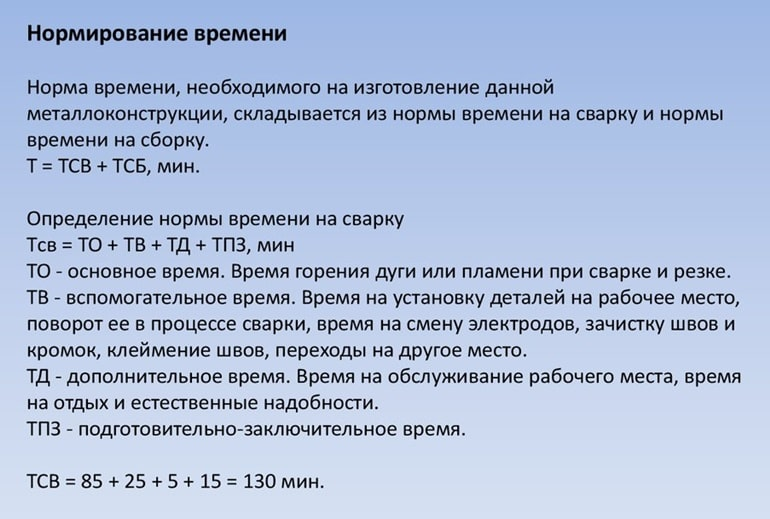 Нормирование времени
Норма времени, необходимого на изготовление данной
металлоконструкции, складывается из нормы времени на сварку и нормы
времени на сборку.
Т = ТСВ + ТСБ, мин.
Определение нормы времени на сварку
Тсв = ТО + ТВ + ТД + ТПЗ, мин
ТО - основное время. Время горения дуги или пламени при сварке и резке.
ТВ - вспомогательное время. Время на установку деталей на рабочее место,
поворот ее в процессе сварки, время на смену электродов, зачистку швов и
кромок, клеймение швов, переходы на другое место.
ТД - дополнительное время. Время на обслуживание рабочего места, время
на отдых и естественные надобности.
ТПЗ - подготовительно-заключительное время.
ТСВ = 85 + 25 + 5 + 15 = 130 мин.